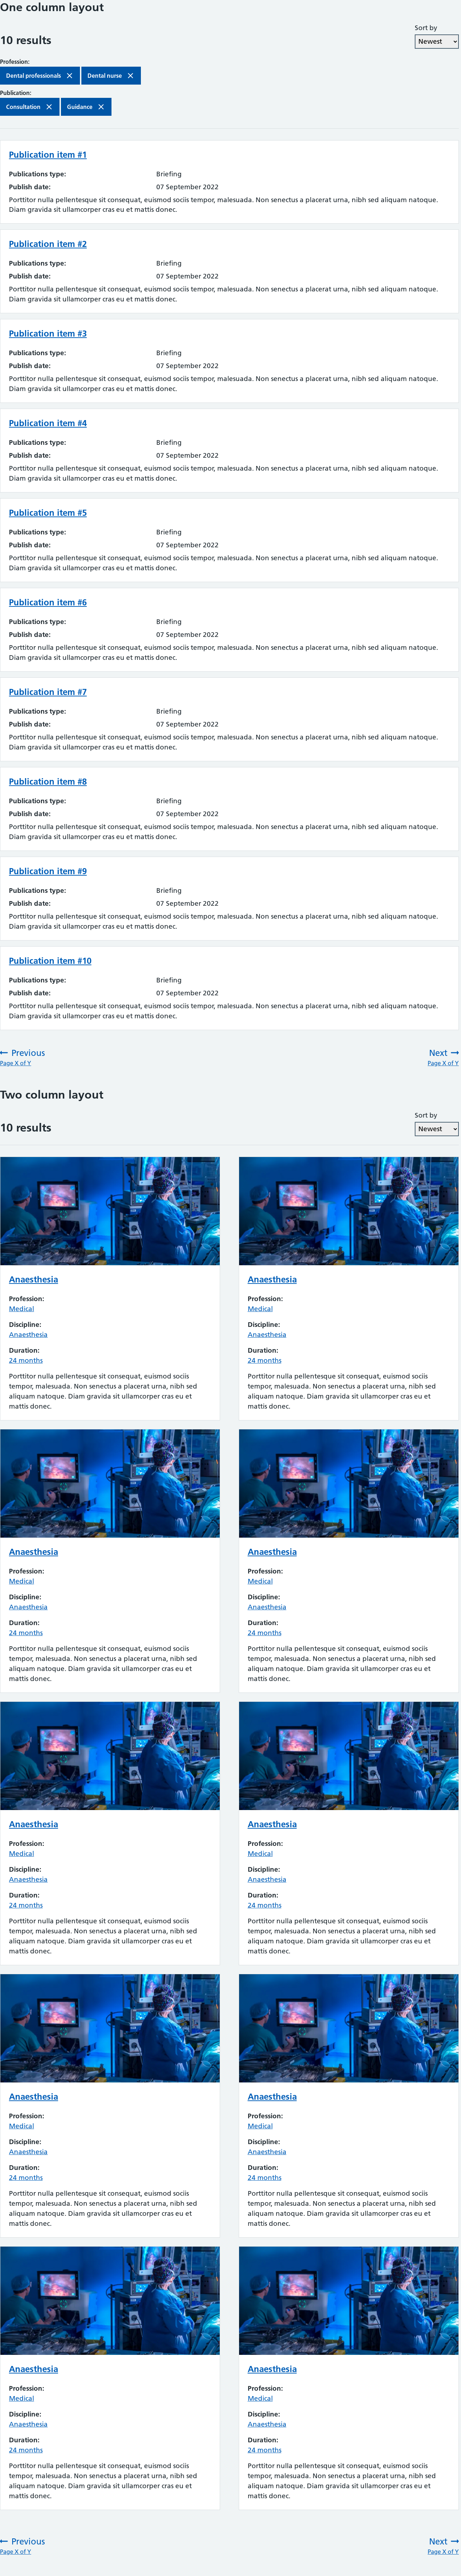 One column layout
Sort by
10 results
Newest
Profession:
Dental professionals
Dental nurse
Publication:
Consultation
Guidance
Publication item #1
Publications type: Briefing
Publish date: 07 September 2022
Porttitor nulla pellentesque sit consequat, euismod sociis tempor, malesuada. Non senectus a placerat urna, nibh sed aliquam natoque.
Diam gravida sit ullamcorper cras eu et mattis donec.
Publication item #2
Publications type: Briefing
Publish date: 07 September 2022
Porttitor nulla pellentesque sit consequat, euismod sociis tempor, malesuada. Non senectus a placerat urna, nibh sed aliquam natoque.
Diam gravida sit ullamcorper cras eu et mattis donec.
Publication item #3
Publications type: Briefing
Publish date: 07 September 2022
Porttitor nulla pellentesque sit consequat, euismod sociis tempor, malesuada. Non senectus a placerat urna, nibh sed aliquam natoque.
Diam gravida sit ullamcorper cras eu et mattis donec.
Publication item #4
Publications type: Briefing
Publish date: 07 September 2022
Porttitor nulla pellentesque sit consequat, euismod sociis tempor, malesuada. Non senectus a placerat urna, nibh sed aliquam natoque.
Diam gravida sit ullamcorper cras eu et mattis donec.
Publication item #5
Publications type: Briefing
Publish date: 07 September 2022
Porttitor nulla pellentesque sit consequat, euismod sociis tempor, malesuada. Non senectus a placerat urna, nibh sed aliquam natoque.
Diam gravida sit ullamcorper cras eu et mattis donec.
Publication item #6
Publications type: Briefing
Publish date: 07 September 2022
Porttitor nulla pellentesque sit consequat, euismod sociis tempor, malesuada. Non senectus a placerat urna, nibh sed aliquam natoque.
Diam gravida sit ullamcorper cras eu et mattis donec.
Publication item #7
Publications type: Briefing
Publish date: 07 September 2022
Porttitor nulla pellentesque sit consequat, euismod sociis tempor, malesuada. Non senectus a placerat urna, nibh sed aliquam natoque.
Diam gravida sit ullamcorper cras eu et mattis donec.
Publication item #8
Publications type: Briefing
Publish date: 07 September 2022
Porttitor nulla pellentesque sit consequat, euismod sociis tempor, malesuada. Non senectus a placerat urna, nibh sed aliquam natoque.
Diam gravida sit ullamcorper cras eu et mattis donec.
Publication item #9
Publications type: Briefing
Publish date: 07 September 2022
Porttitor nulla pellentesque sit consequat, euismod sociis tempor, malesuada. Non senectus a placerat urna, nibh sed aliquam natoque.
Diam gravida sit ullamcorper cras eu et mattis donec.
Publication item #10
Publications type: Briefing
Publish date: 07 September 2022
Porttitor nulla pellentesque sit consequat, euismod sociis tempor, malesuada. Non senectus a placerat urna, nibh sed aliquam natoque.
Diam gravida sit ullamcorper cras eu et mattis donec.
Previous
Page X of Y
Next
Page X of Y
Two column layout
Sort by
10 results
Newest
Anaesthesia
Profession:
Medical
Discipline:
Anaesthesia
Duration:
24 months
Porttitor nulla pellentesque sit consequat, euismod sociis
tempor, malesuada. Non senectus a placerat urna, nibh sed
aliquam natoque. Diam gravida sit ullamcorper cras eu et
mattis donec.
Anaesthesia
Profession:
Medical
Discipline:
Anaesthesia
Duration:
24 months
Porttitor nulla pellentesque sit consequat, euismod sociis
tempor, malesuada. Non senectus a placerat urna, nibh sed
aliquam natoque. Diam gravida sit ullamcorper cras eu et
mattis donec.
Anaesthesia
Profession:
Medical
Discipline:
Anaesthesia
Duration:
24 months
Porttitor nulla pellentesque sit consequat, euismod sociis
tempor, malesuada. Non senectus a placerat urna, nibh sed
aliquam natoque. Diam gravida sit ullamcorper cras eu et
mattis donec.
Anaesthesia
Profession:
Medical
Discipline:
Anaesthesia
Duration:
24 months
Porttitor nulla pellentesque sit consequat, euismod sociis
tempor, malesuada. Non senectus a placerat urna, nibh sed
aliquam natoque. Diam gravida sit ullamcorper cras eu et
mattis donec.
Anaesthesia
Profession:
Medical
Discipline:
Anaesthesia
Duration:
24 months
Porttitor nulla pellentesque sit consequat, euismod sociis
tempor, malesuada. Non senectus a placerat urna, nibh sed
aliquam natoque. Diam gravida sit ullamcorper cras eu et
mattis donec.
Anaesthesia
Profession:
Medical
Discipline:
Anaesthesia
Duration:
24 months
Porttitor nulla pellentesque sit consequat, euismod sociis
tempor, malesuada. Non senectus a placerat urna, nibh sed
aliquam natoque. Diam gravida sit ullamcorper cras eu et
mattis donec.
Anaesthesia
Profession:
Medical
Discipline:
Anaesthesia
Duration:
24 months
Porttitor nulla pellentesque sit consequat, euismod sociis
tempor, malesuada. Non senectus a placerat urna, nibh sed
aliquam natoque. Diam gravida sit ullamcorper cras eu et
mattis donec.
Anaesthesia
Profession:
Medical
Discipline:
Anaesthesia
Duration:
24 months
Porttitor nulla pellentesque sit consequat, euismod sociis
tempor, malesuada. Non senectus a placerat urna, nibh sed
aliquam natoque. Diam gravida sit ullamcorper cras eu et
mattis donec.
Anaesthesia
Profession:
Medical
Discipline:
Anaesthesia
Duration:
24 months
Porttitor nulla pellentesque sit consequat, euismod sociis
tempor, malesuada. Non senectus a placerat urna, nibh sed
aliquam natoque. Diam gravida sit ullamcorper cras eu et
mattis donec.
Anaesthesia
Profession:
Medical
Discipline:
Anaesthesia
Duration:
24 months
Porttitor nulla pellentesque sit consequat, euismod sociis
tempor, malesuada. Non senectus a placerat urna, nibh sed
aliquam natoque. Diam gravida sit ullamcorper cras eu et
mattis donec.
Previous
Page X of Y
Next
Page X of Y